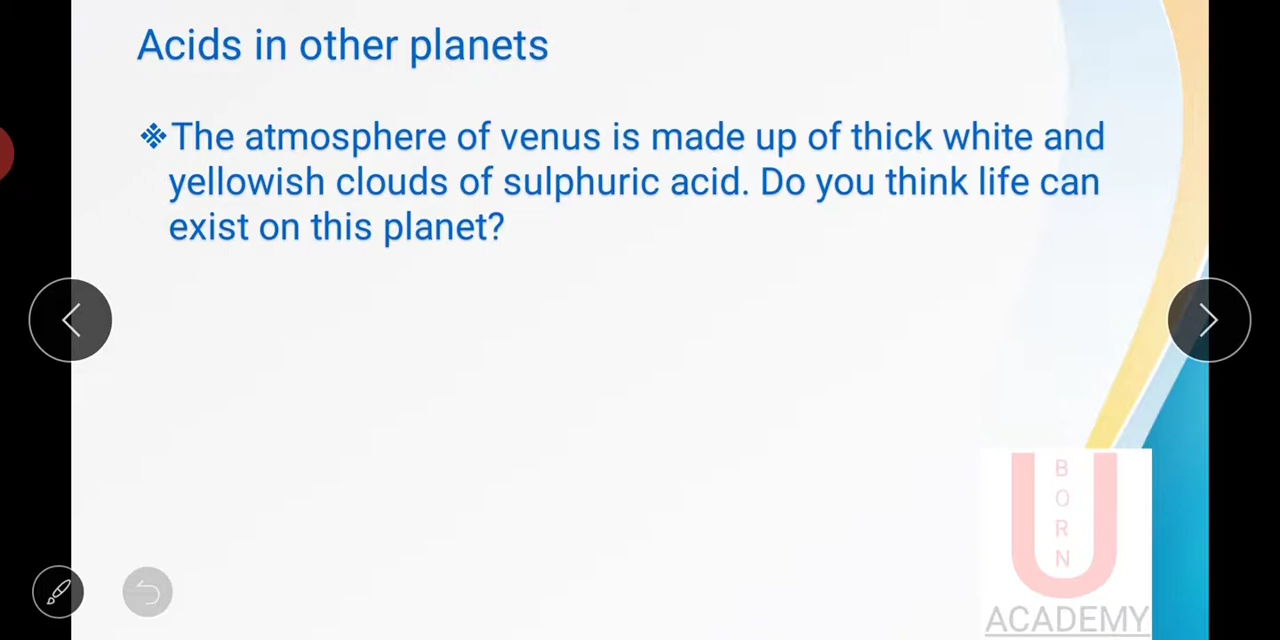 Acids in other planets
The atmosphere of venus is made up of thick white and
yellowish clouds of sulphuric acid. Do you think life can
exist on this planet?
U
B
O
R
N
ACADEMY